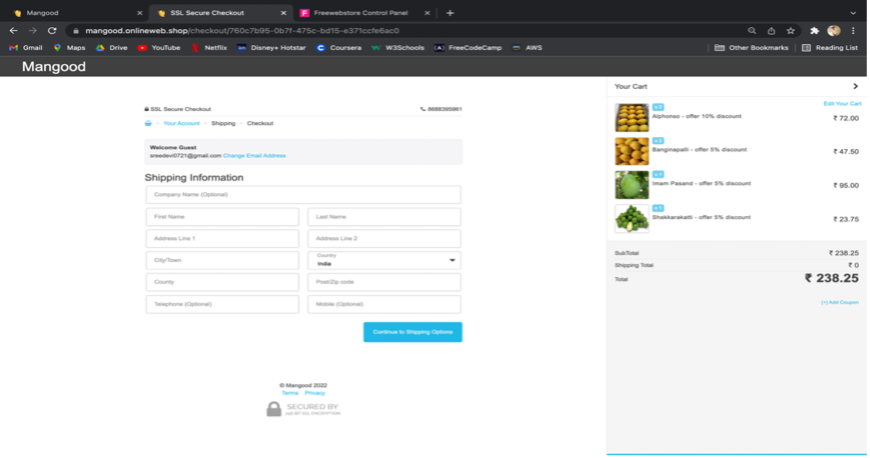 Mangood
SSL Secure Checkout
Freewebstore Control Panel
mangood.onlineweb.shop/checkout/760c7b95-0b7f-475c-bd15-e371ccfe6ac0
Gmail
YouTube
Maps
Drive
Netflix
Disney+ Hotstar
Coursera
W3Schools
FreeCodeCamp
AWS
Other Bookmarks
Reading List
Mangood
SSL Secure Checkout
Your Account
Shipping
Checkout
Welcome Guest
sreedevi0721@gmail.com Change Email Address
Shipping Information
Company Name (Optional)
First Name
Last Name
Address Line 1
Address Line 2
City/Town
Country
India
County
Post/Zip code
Telephone (Optional)
Mobile (Optional)
Continue to Shipping Options
© Mangood 2022
Terms Privacy
SECURED BY
Your Cart
Edit Your Cart
Alphonso - offer 10% discount
₹ 72.00
Banginapalli - offer 5% discount
₹ 47.50
Imam Pasand - offer 5% discount
₹ 95.00
Shakkarakatti - offer 5% discount
₹ 23.75
SubTotal
₹ 238.25
Shipping Total
₹ 0
Total
₹ 238.25
[+] Add Coupon